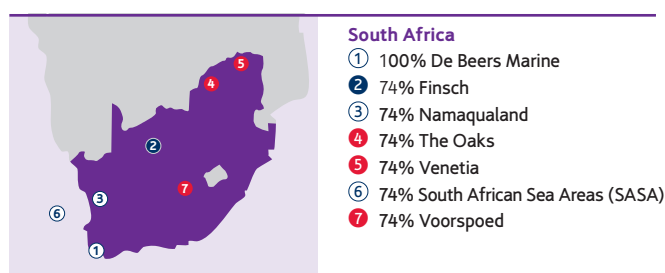 South Africa
1 100% De Beers Marine
2 74% Finsch
3 74% Namaqualand
4 74% The Oaks
5 74% Venetia
6 74% South African Sea Areas (SASA)
7 74% Voorspoed
5
4
2
7
3
6
1